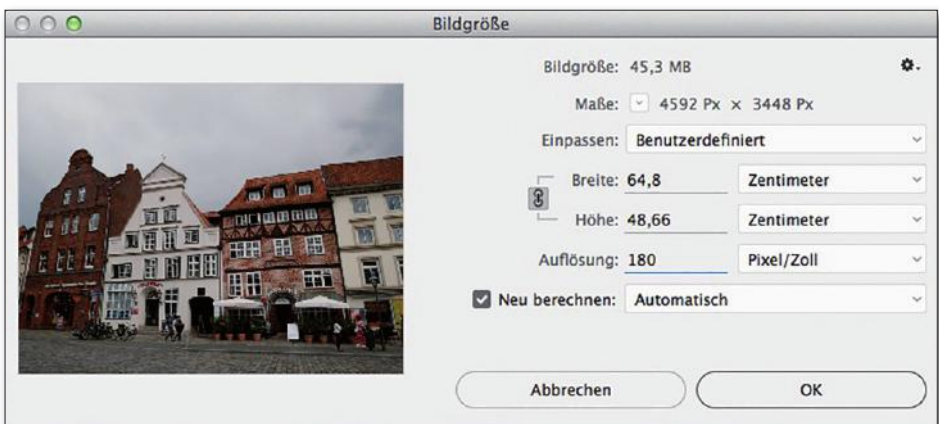 Bildgröße
Bildgröße: 45,3 MB
Maße: 4592 Px × 3448 Px
Einpassen: Benutzerdefiniert
Breite: 64,8 Zentimeter
Höhe: 48,66 Zentimeter
Auflösung: 180 Pixel/Zoll
Neu berechnen: Automatisch
Abbrechen OK